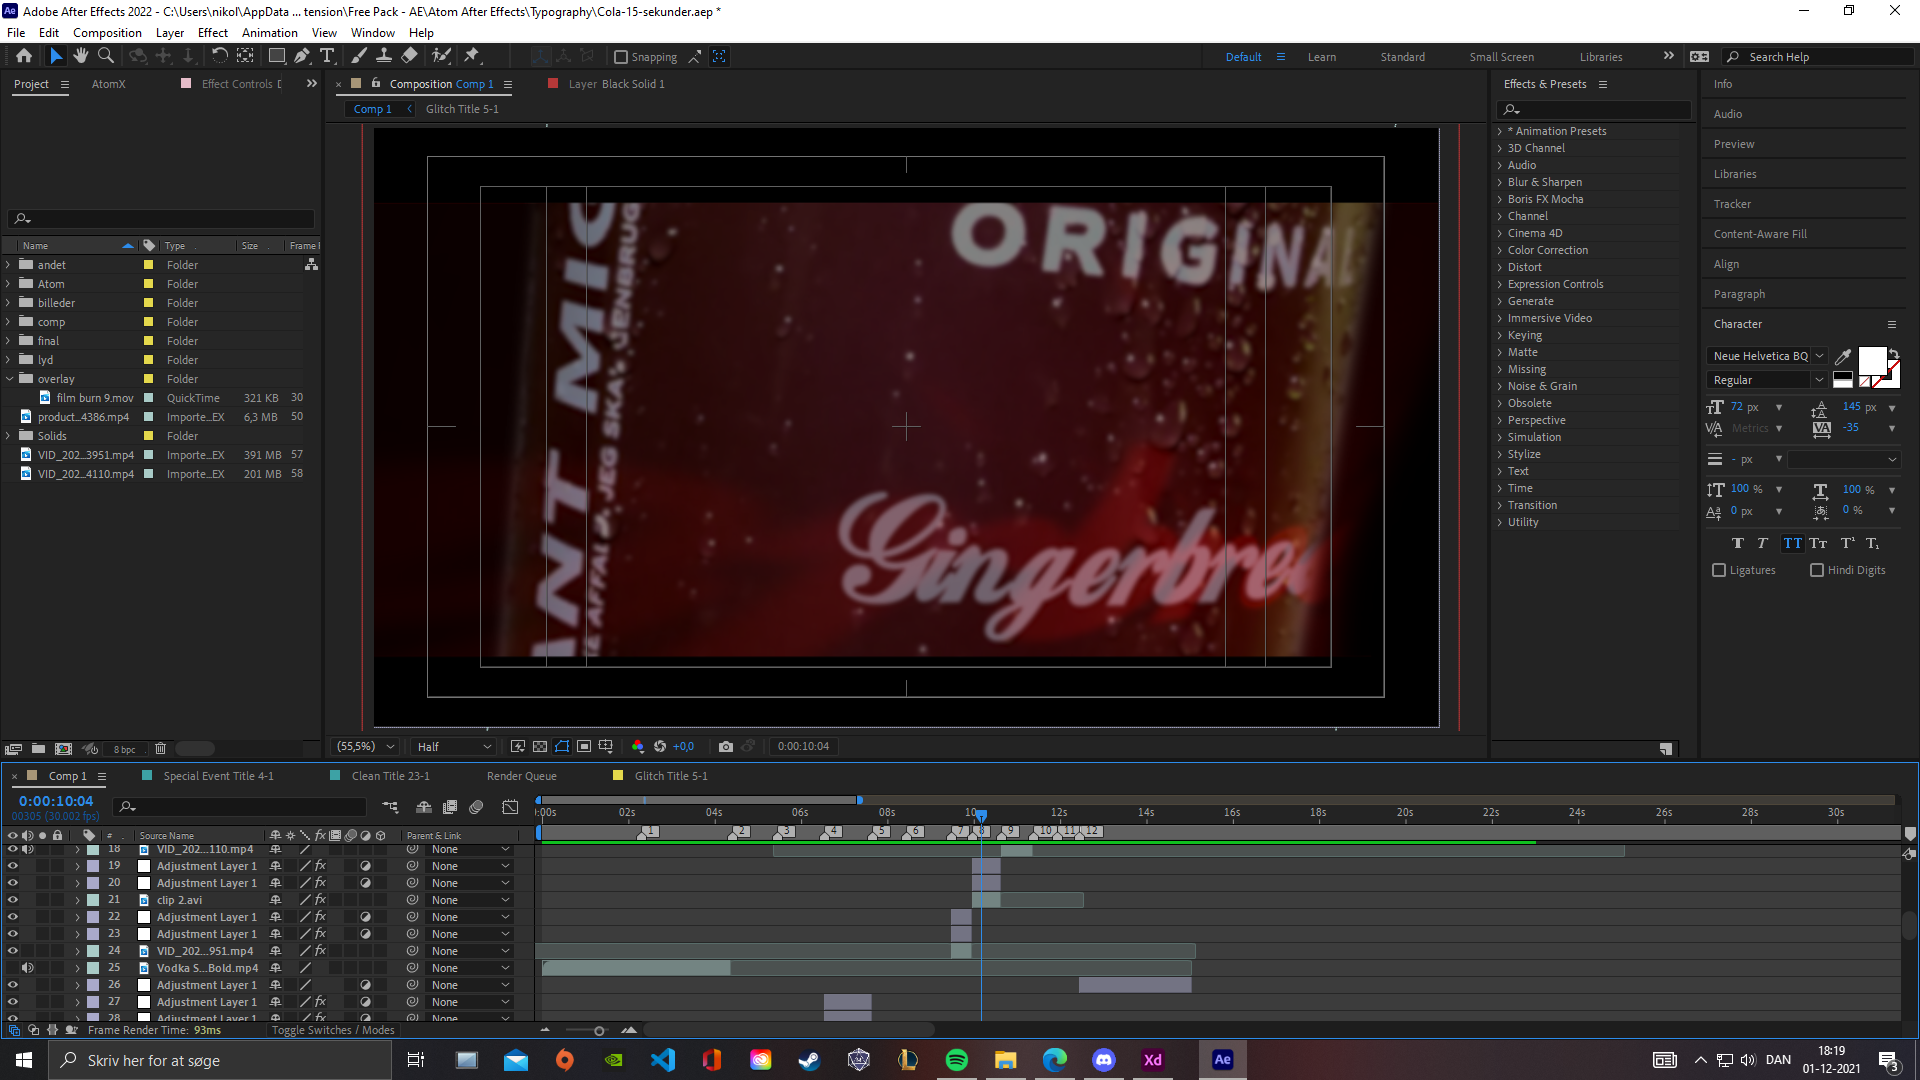 Adobe After Effects 2022 - C:\Users\nikol\AppData ... tension\Free Pack - AE\Atom After Effects\Typography\Cola-15-sekunder.aep *
File Edit Composition Layer Effect Animation View Window Help
Snapping
Default Learn Standard Small Screen Libraries Search Help
Project AtomX Effect Controls
Composition Comp 1 Layer Black Solid 1
Comp 1 Glitch Title 5-1
Name Type Size Frame
andet Folder
Atom Folder
billeder Folder
comp Folder
final Folder
lyd Folder
overlay Folder
film burn 9.mov QuickTime 321 KB 30
product...4386.mp4 Importe...EX 6,3 MB 50
Solids Folder
VID_202...3951.mp4 Importe...EX 391 MB 57
VID_202...4110.mp4 Importe...EX 201 MB 58
8 bpc
ORIGINAL
Gingerbre
(55,5%) Half +0,0 0:00:10:04
Effects & Presets
* Animation Presets
3D Channel
Audio
Blur & Sharpen
Boris FX Mocha
Channel
Cinema 4D
Color Correction
Distort
Expression Controls
Generate
Immersive Video
Keying
Matte
Missing
Noise & Grain
Obsolete
Perspective
Simulation
Stylize
Text
Time
Transition
Utility
Info
Audio
Preview
Libraries
Tracker
Content-Aware Fill
Align
Paragraph
Character
Neue Helvetica BQ
Regular
72 px 145 px
Metrics -35
- px
100 % 100 %
0 px 0 %
Ligatures Hindi Digits
Comp 1 Special Event Title 4-1 Clean Title 23-1 Render Queue Glitch Title 5-1
0:00:10:04
00305 (30.002 fps)
:00s 02s 04s 06s 08s 10s 12s 14s 16s 18s 20s 22s 24s 26s 28s 30s
# Source Name Parent & Link
1 2 3 4 5 6 7 8 9 10 11 12
18 VID_202...110.mp4 None
19 Adjustment Layer 1 None
20 Adjustment Layer 1 None
21 clip 2.avi None
22 Adjustment Layer 1 None
23 Adjustment Layer 1 None
24 VID_202...951.mp4 None
25 Vodka S...Bold.mp4 None
26 Adjustment Layer 1 None
27 Adjustment Layer 1 None
28 Adjustment Layer 1 None
Frame Render Time: 93ms Toggle Switches / Modes
Skriv her for at søge
DAN
18:19
01-12-2021
3